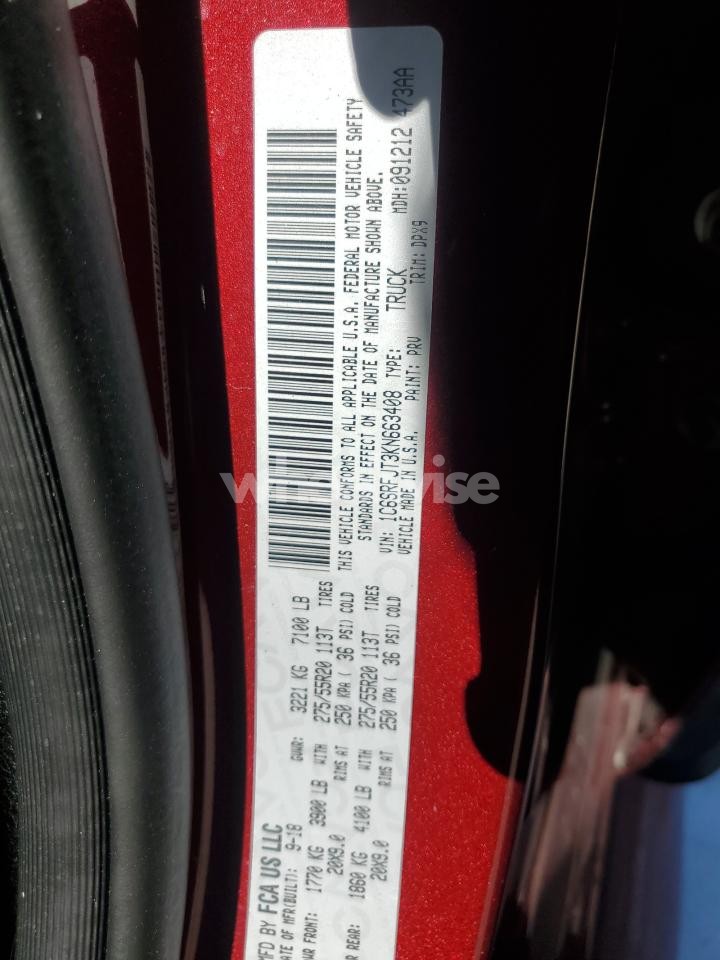 MFD BY FCA US LLC
ATE OF MFR(BUILT): 9-18 GVWR: 3221 KG 7100 LB
WR FRONT: 1770 KG 3900 LB WITH 275/55R20 113T TIRES
20X9.0 RIMS AT 250 KPA ( 36 PSI) COLD
R REAR: 1860 KG 4100 LB WITH 275/55R20 113T TIRES
20X9.0 RIMS AT 250 KPA ( 36 PSI) COLD
THIS VEHICLE CONFORMS TO ALL APPLICABLE U.S.A. FEDERAL MOTOR VEHICLE SAFETY
STANDARDS IN EFFECT ON THE DATE OF MANUFACTURE SHOWN ABOVE.
VIN: 1C6SRFJT3KN663408 TYPE: TRUCK MDH:091212 473AA
VEHICLE MADE IN U.S.A. PAINT: PRV TRIM: DPX9